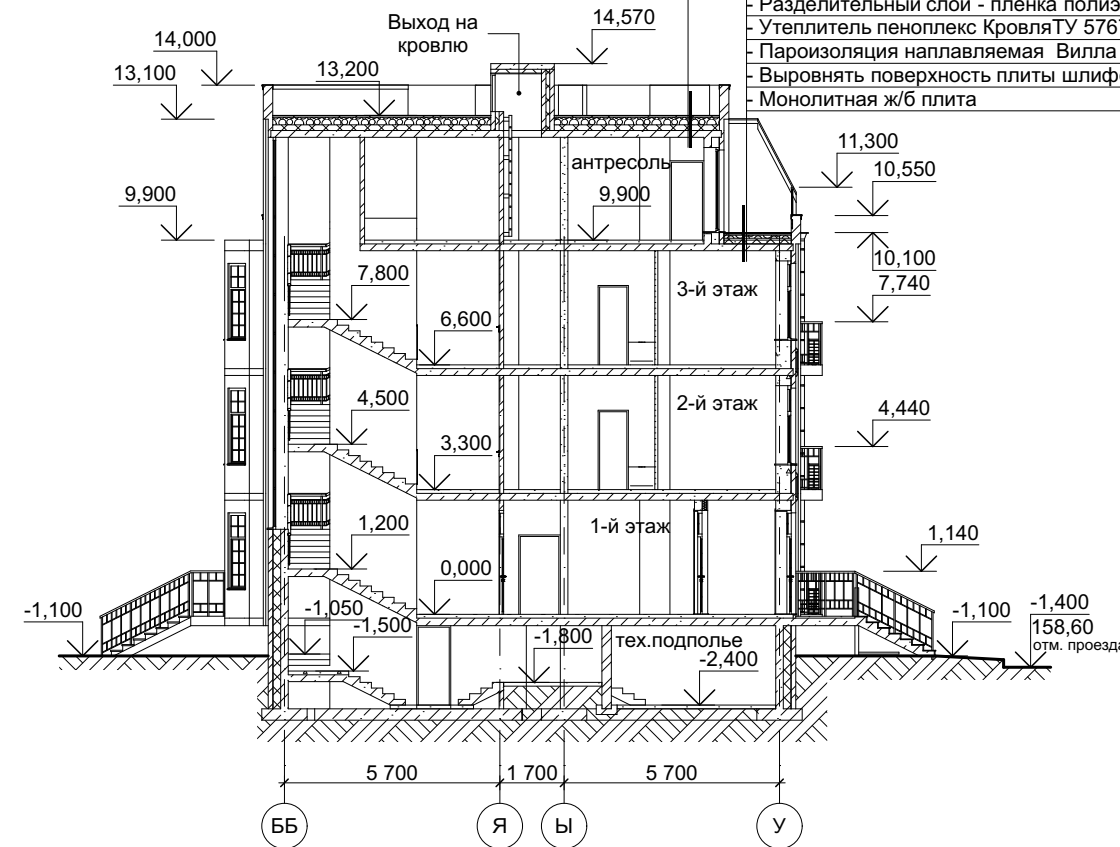 - Разделительный слой - пленка
- Утеплитель пеноплекс КровляТУ
- Пароизоляция наплавляемая Вилла
- Выровнять поверхность плиты
- Монолитная ж/б плита
Выход на
кровлю
14,570
14,000
13,100
13,200
антресоль
11,300
10,550
9,900
9,900
10,100
7,800
3-й этаж
7,740
6,600
4,500
2-й этаж
4,440
3,300
1,200
1-й этаж
1,140
0,000
-1,100
-1,050
-1,500
-1,800
тех.подполье
-2,400
-1,100
-1,400
158,60
отм. проезда
5 700
1 700
5 700
ББ
Я
Ы
У